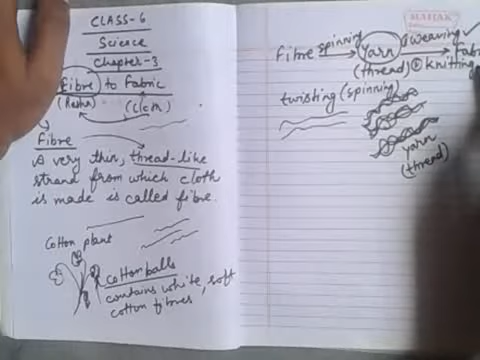 CLASS-6
Science
Chapter-3
Fibre to Fabric
(Resha)
Fibre
A very thin, thread-like
strand from which cloth
is made is called fibre.
Cotton plant
Cotton balls
contains white, soft
cotton fibres
MAHAK
Fibre spinning Yarn @weaving
(thread) ⓑ knitting
twisting (spinning)
yarn
(thread)